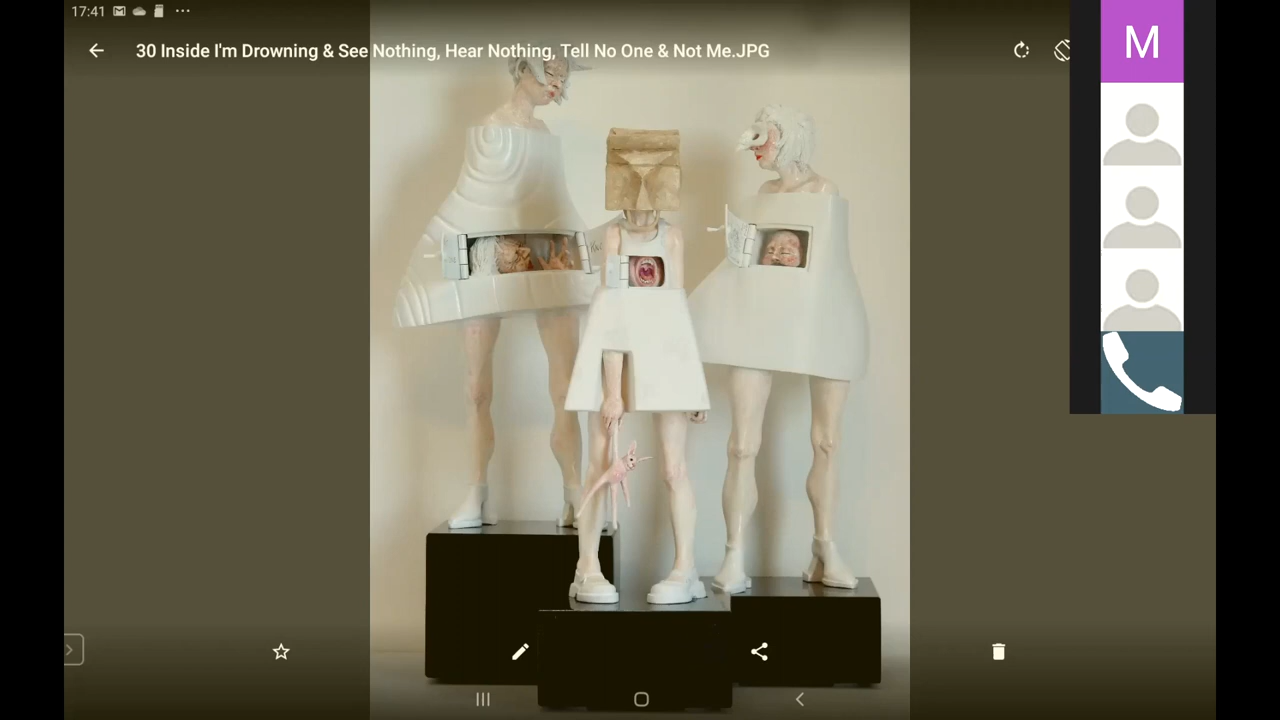 17:41
30 Inside I'm Drowning & See Nothing, Hear Nothing, Tell No One & Not Me.JPG
M